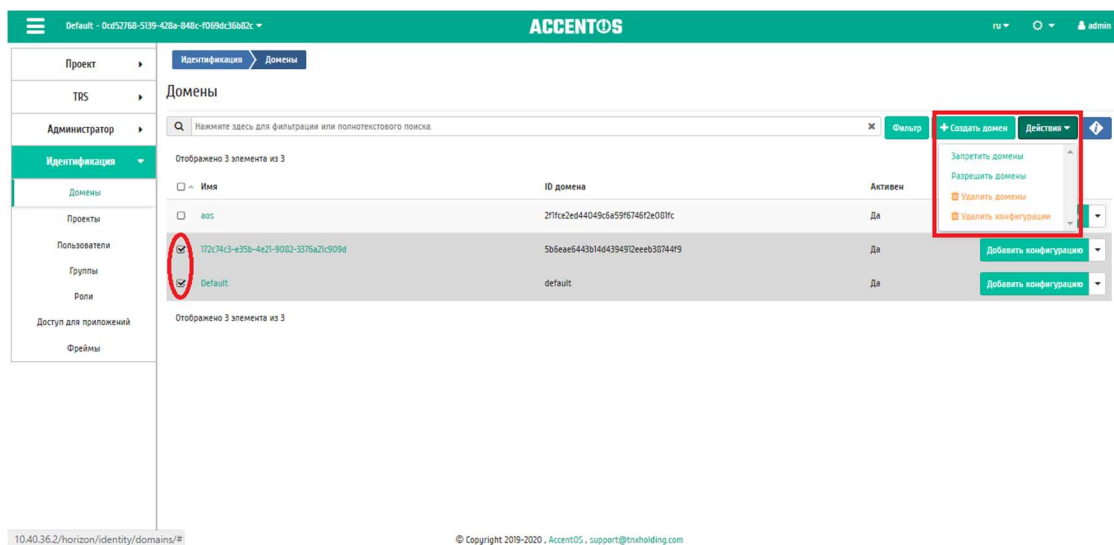 Default - 0cd52768-5139-428a-848c-f069dc36b82c
ACCENTOS
ru
admin
Проект
TRS
Администратор
Идентификация
Домены
Проекты
Пользователи
Группы
Роли
Доступ для приложений
Фреймы
Идентификация
Домены
Домены
Нажмите здесь для фильтрации или полнотекстового поиска.
Фильтр
Создать домен
Действия
Запретить домены
Разрешить домены
Удалить домены
Удалить конфигурации
Отображено 3 элемента из 3
Имя ID домена Активен
aos 2f1fce2ed44049c6a59f6746f2e081fc Да
172c74c3-e35b-4e21-9082-3376a21c909d 5b6eae6443b14d4394912eeeb38744f9 Да Добавить конфигурацию
Default default Да Добавить конфигурацию
Отображено 3 элемента из 3
10.40.36.2/horizon/identity/domains/#
© Copyright 2019-2020 , AccentOS , support@tnxholding.com